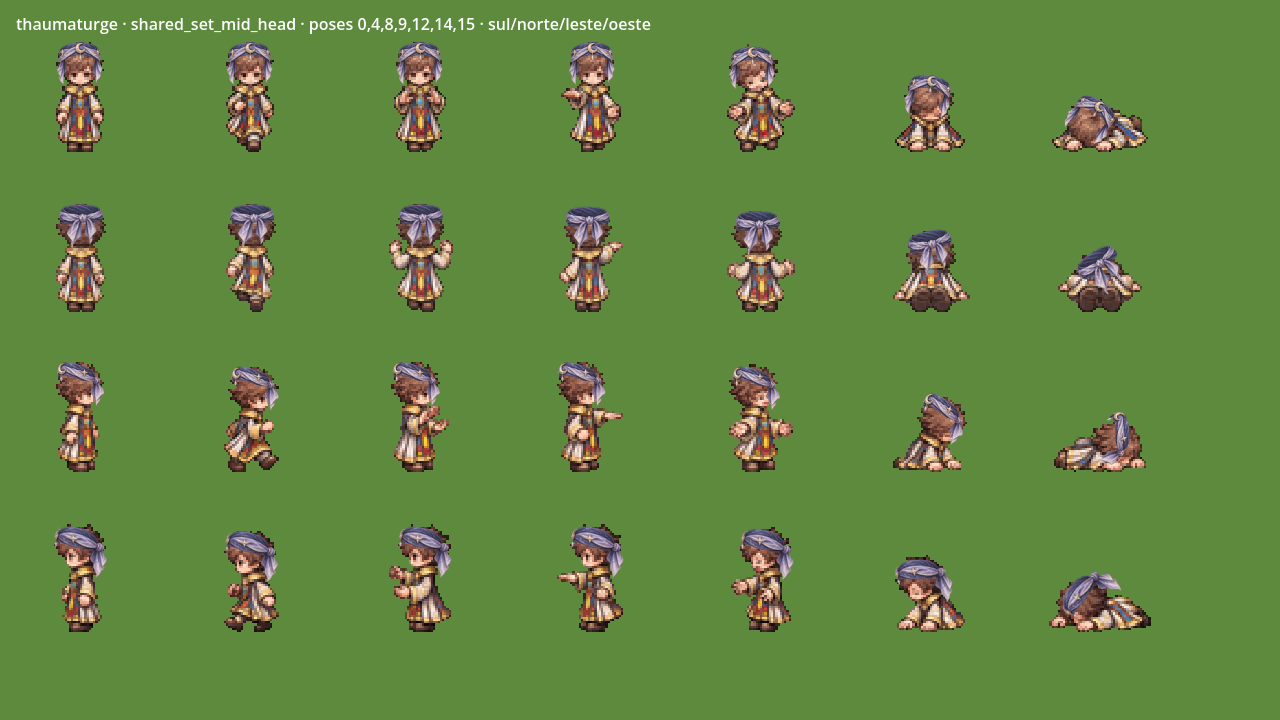 thaumaturge · shared_set_mid_head · poses 0,4,8,9,12,14,15 · sul/norte/leste/oeste